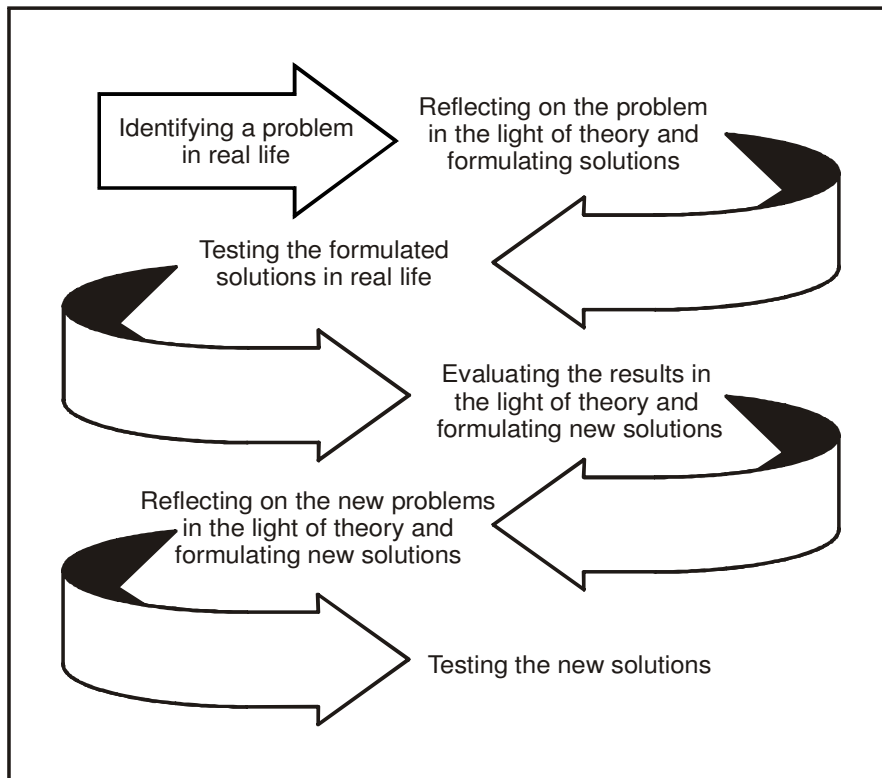 Identifying a problem
in real life
Reflecting on the problem
in the light of theory and
formulating solutions
Testing the formulated
solutions in real life
Evaluating the results in
the light of theory and
formulating new solutions
Reflecting on the new problems
in the light of theory and
formulating new solutions
Testing the new solutions